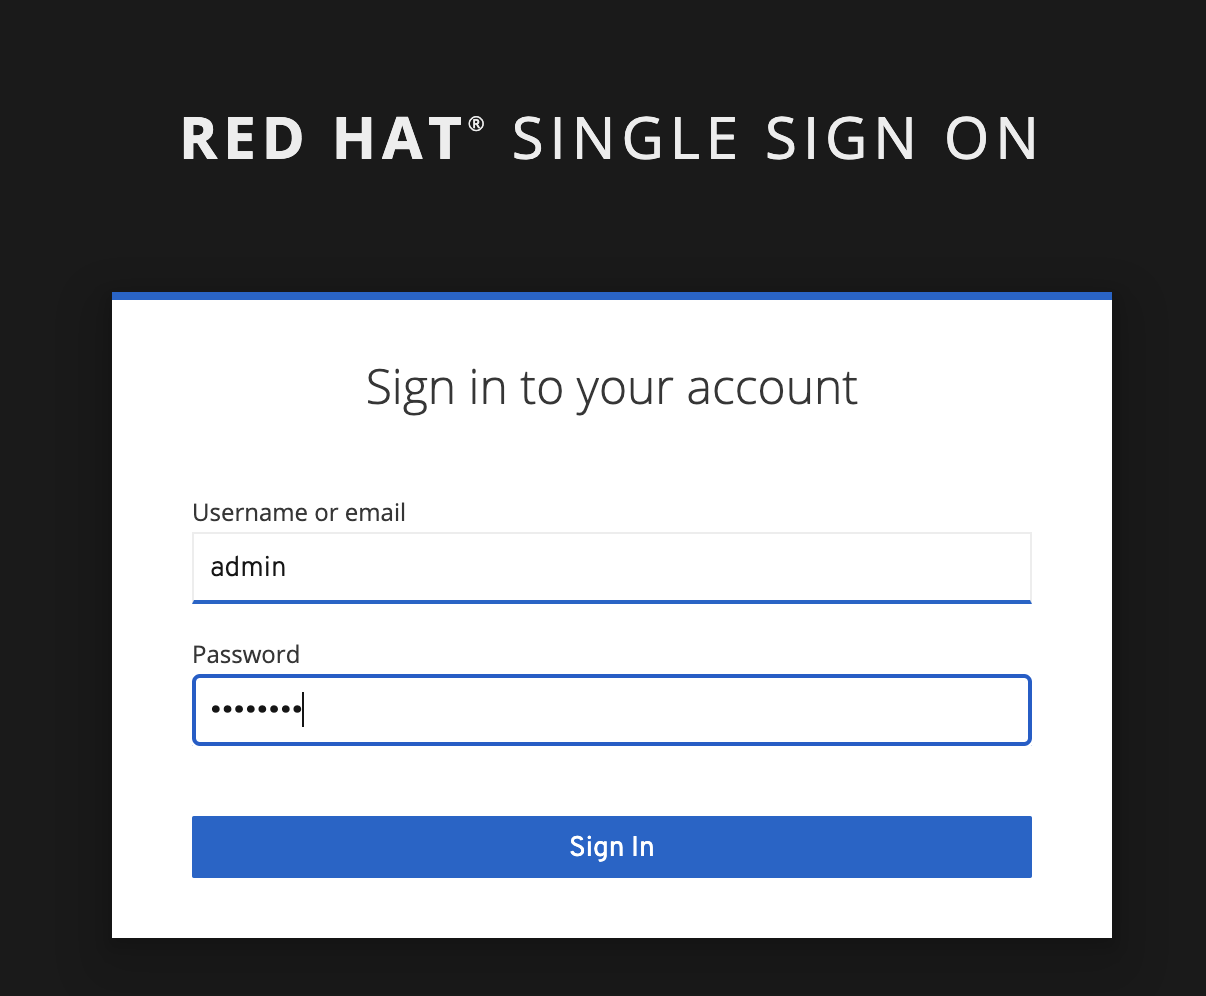 RED HAT® SINGLE SIGN ON
Sign in to your account
Username or email
admin
Password
••••••••
Sign In